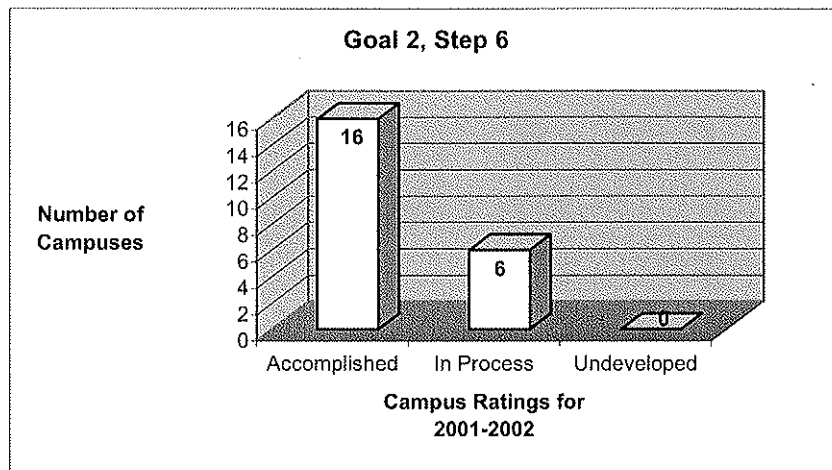 Goal 2, Step 6
Number of
Campuses
16
14
12
10
8
6
4
2
0
16
6
0
Accomplished In Process Undeveloped
Campus Ratings for
2001-2002